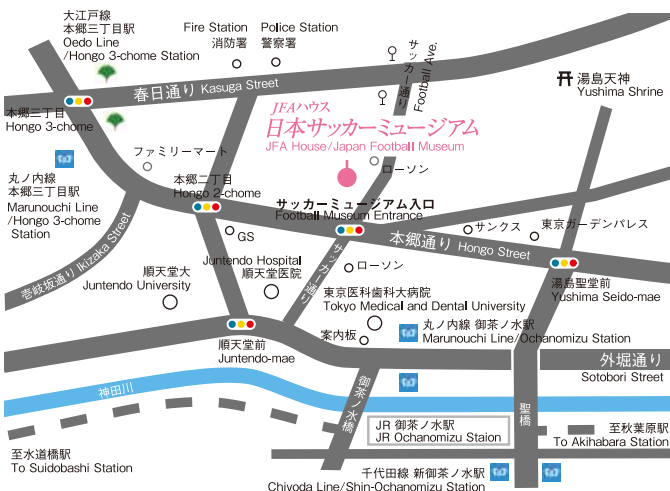 大江戸線
本郷三丁目駅
Oedo Line
/Hongo 3-chome Station
Fire Station
消防署
Police Station
警察署
サッカー通り
Football Ave.
春日通り Kasuga Street
湯島天神
Yushima Shrine
本郷三丁目
Hongo 3-chome
JFAハウス
日本サッカーミュージアム
JFA House/Japan Football Museum
ファミリーマート
ローソン
丸ノ内線
本郷三丁目駅
Marunouchi Line
/Hongo 3-chome
Station
本郷二丁目
Hongo 2-chome
サッカーミュージアム入口
Football Museum Entrance
サンクス
東京ガーデンパレス
本郷通り Hongo Street
GS
壱岐坂通り Ikizaka Street
Juntendo Hospital
順天堂医院
サッカー通り
ローソン
順天堂大
Juntendo University
湯島聖堂前
Yushima Seido-mae
東京医科歯科大病院
Tokyo Medical and Dental University
丸ノ内線 御茶ノ水駅
Marunouchi Line/Ochanomizu Station
案内板
順天堂前
Juntendo-mae
外堀通り
Sotobori Street
神田川
御茶ノ水橋
聖橋
JR 御茶ノ水駅
JR Ochanomizu Staion
至秋葉原駅
To Akihabara Station
至水道橋駅
To Suidobashi Station
千代田線 新御茶ノ水駅
Chiyoda Line/Shin-Ochanomizu Station